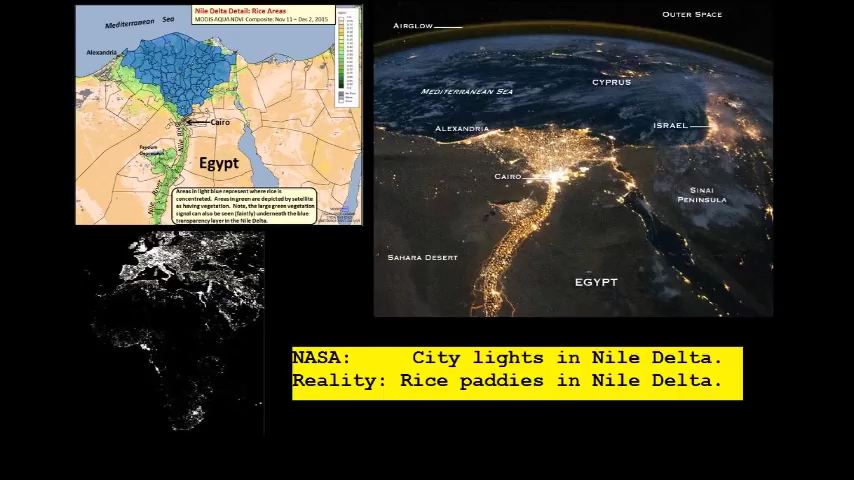 Nile Delta Detail: Rice Areas
MODIS AQUA NDVI Composite: Nov 11 – Dec 2, 2015
Mediterranean Sea
Alexandria
Cairo
Nile River
Fayoum
Depression
Egypt
Areas in light blue represent where rice is
concentrated. Areas in green are depicted by satellite
as having vegetation. Note, the large green vegetation
signal can also be seen (faintly) underneath the blue
transparency layer in the Nile Delta.
OUTER SPACE
AIRGLOW
CYPRUS
MEDITERRANEAN SEA
ALEXANDRIA
ISRAEL
CAIRO
SINAI
PENINSULA
SAHARA DESERT
EGYPT
NASA: City lights in Nile Delta.
Reality: Rice paddies in Nile Delta.